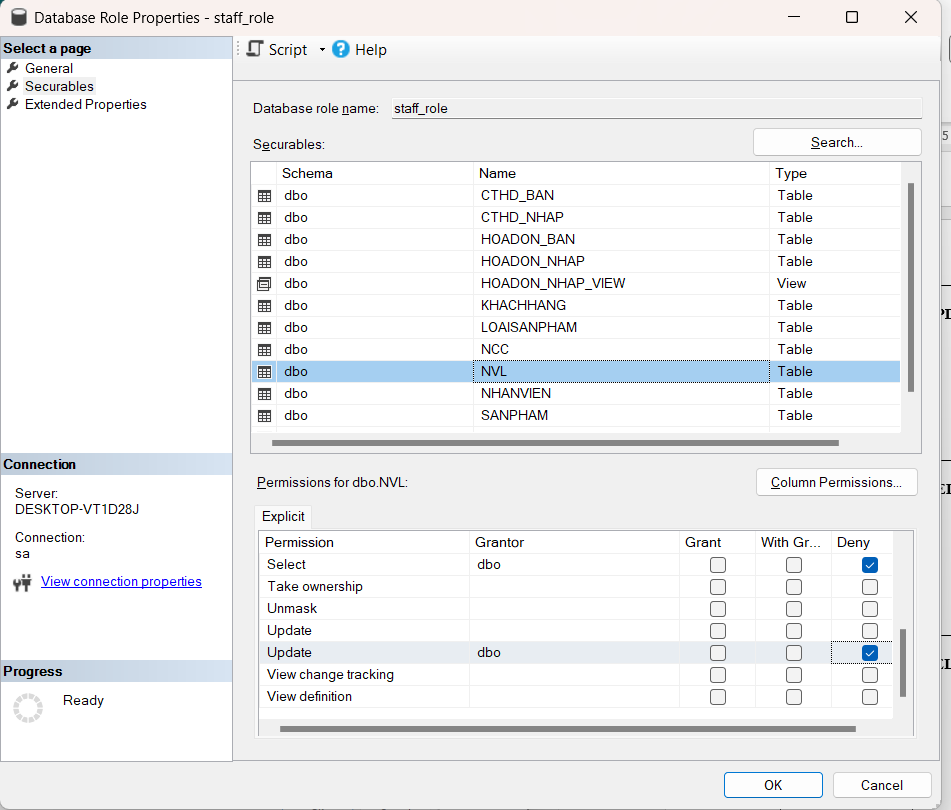 Database Role Properties - staff_role
Select a page
General
Securables
Extended Properties
Script
Help
Database role name: staff_role
Securables:
Search...
Schema Name Type
dbo CTHD_BAN Table
dbo CTHD_NHAP Table
dbo HOADON_BAN Table
dbo HOADON_NHAP Table
dbo HOADON_NHAP_VIEW View
dbo KHACHHANG Table
dbo LOAISANPHAM Table
dbo NCC Table
dbo NVL Table
dbo NHANVIEN Table
dbo SANPHAM Table
Connection
Server:
DESKTOP-VT1D28J
Connection:
sa
View connection properties
Progress
Ready
Permissions for dbo.NVL:
Column Permissions...
Explicit
Permission Grantor Grant With Gr... Deny
Select dbo
Take ownership
Unmask
Update
Update dbo
View change tracking
View definition
OK
Cancel